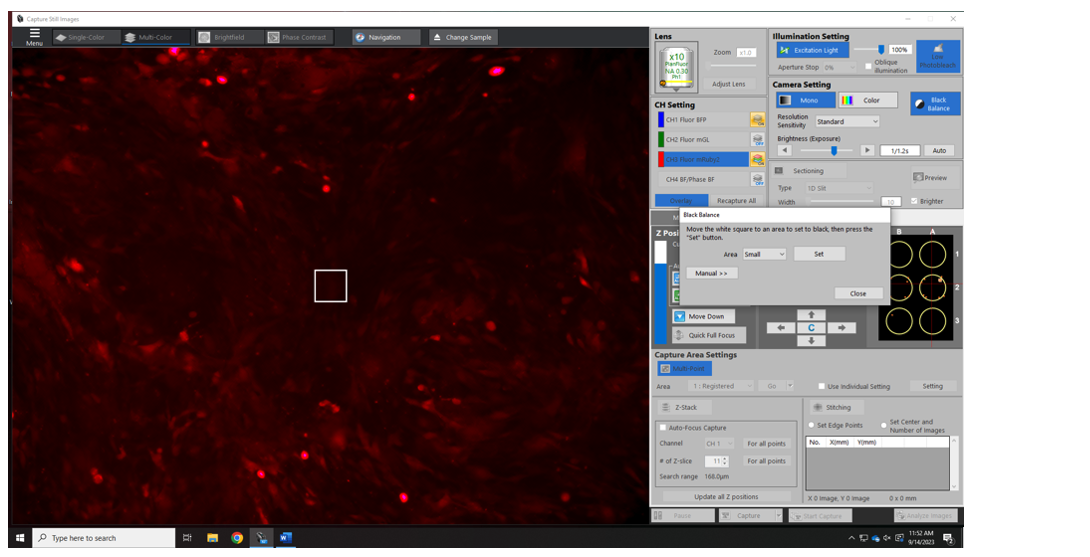 Capture Still Images
Menu
Single-Color
Multi-Color
Brightfield
Phase Contrast
Navigation
Change Sample
Lens
x10
PlanFluor
NA 0.30
Ph1
Zoom x1.0
Adjust Lens
CH Setting
CH1 Fluor BFP
ON
CH2 Fluor mGL
OFF
CH3 Fluor mRuby2
ON
CH4 BF/Phase BF
OFF
Overlay
Recapture All
Illumination Setting
Excitation Light
100%
Low
PhotoBleach
Aperture Stop 0%
Oblique
illumination
Camera Setting
Mono
Color
Black
Balance
Resolution
Sensitivity
Standard
Brightness (Exposure)
1/1.2s
Auto
Sectioning
Type 1D Slit
Width
10
Preview
Brighter
Black Balance
Move the white square to an area to set to black, then press the
"Set" button.
Area Small
Set
Manual >>
Close
B A
1
2
3
Move Down
Quick Full Focus
C
Capture Area Settings
Multi-Point
Area 1 : Registered
Go
Use Individual Setting
Setting
Z-Stack
Auto-Focus Capture
Channel CH 1 For all points
# of Z-slice 11 For all points
Search range 168.0μm
Update all Z positions
Stitching
Set Edge Points
Set Center and
Number of Images
No. X(mm) Y(mm)
X 0 Image, Y 0 Image 0 x 0 mm
Pause
Capture
Start Capture
Analyze Images
Type here to search
11:52 AM
9/14/2023
2